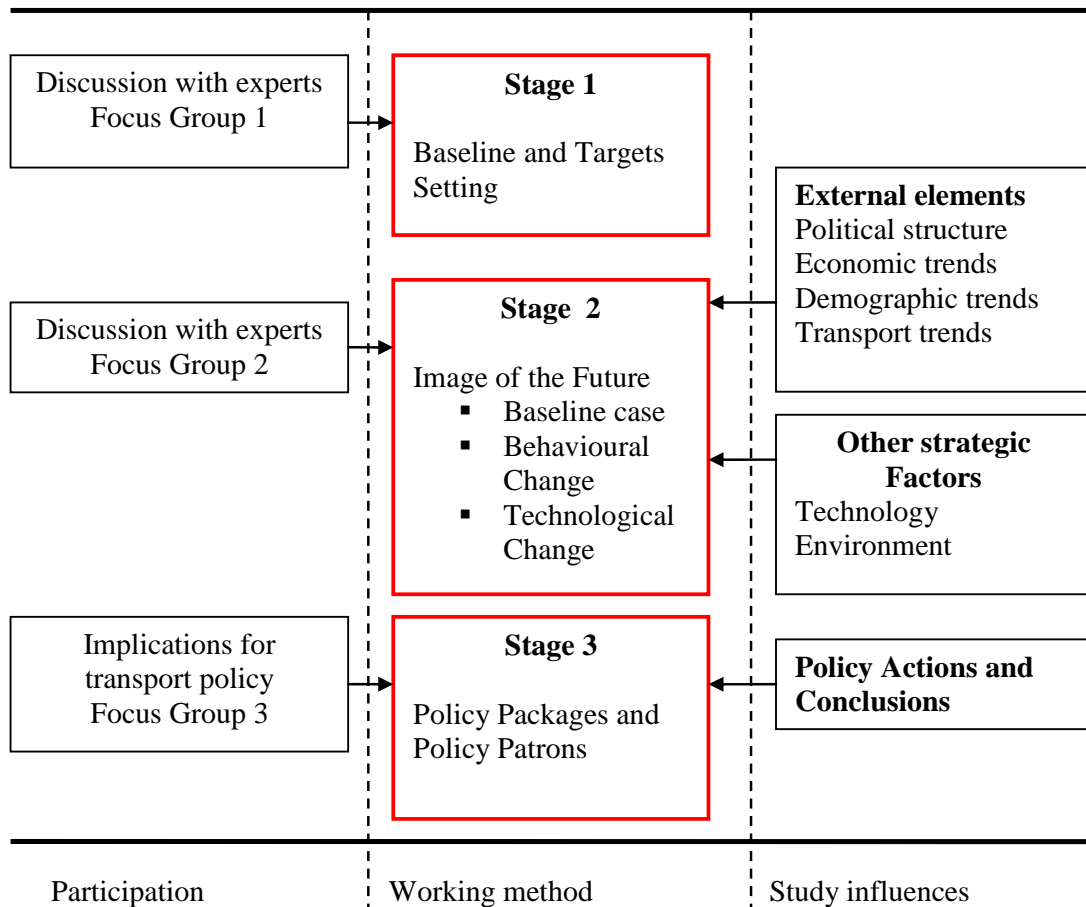 Discussion with experts
Focus Group 1
Stage 1
Baseline and Targets
Setting
External elements
Political structure
Economic trends
Demographic trends
Transport trends
Discussion with experts
Focus Group 2
Stage 2
Image of the Future
▪ Baseline case
▪ Behavioural
Change
▪ Technological
Change
Other strategic
Factors
Technology
Environment
Implications for
transport policy
Focus Group 3
Stage 3
Policy Packages and
Policy Patrons
Policy Actions and
Conclusions
Participation
Working method
Study influences